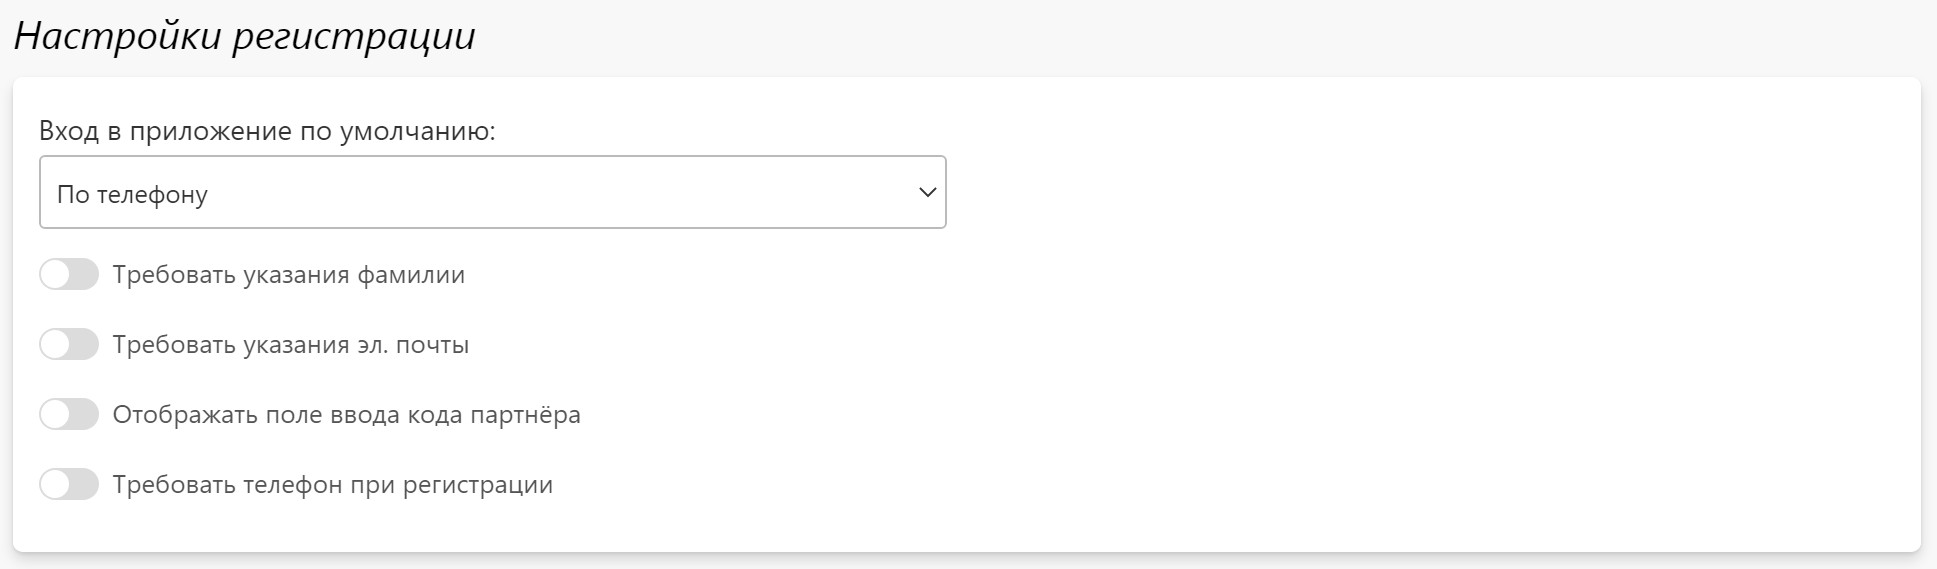 Настройки регистрации
Вход в приложение по умолчанию:
По телефону
Требовать указания фамилии
Требовать указания эл. почты
Отображать поле ввода кода партнёра
Требовать телефон при регистрации